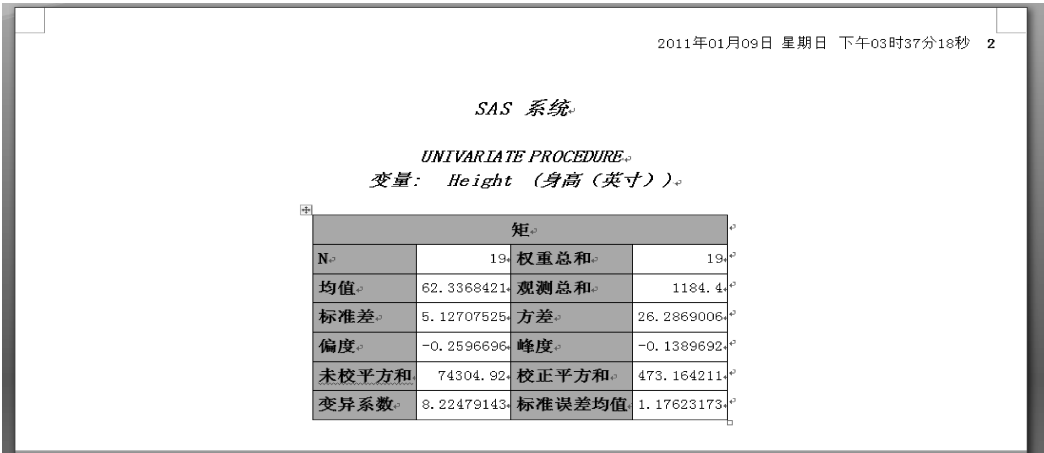 2011年01月09日 星期日 下午03时37分18秒 2
SAS 系统
UNIVARIATE PROCEDURE
变量: Height (身高（英寸）)
矩
N 19 权重总和 19
均值 62.3368421 观测总和 1184.4
标准差 5.12707525 方差 26.2869006
偏度 -0.2596696 峰度 -0.1389692
未校平方和 74304.92 校正平方和 473.164211
变异系数 8.22479143 标准误差均值 1.17623173